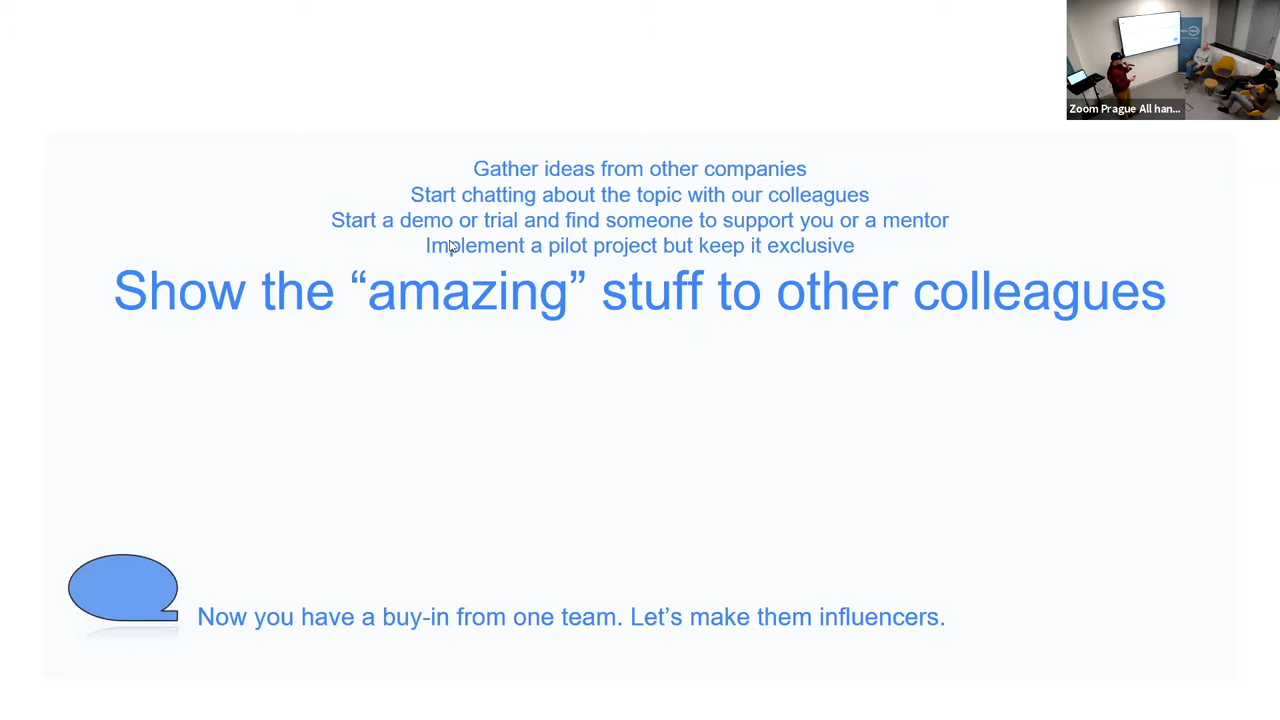 Zoom Prague All han...
Gather ideas from other companies
Start chatting about the topic with our colleagues
Start a demo or trial and find someone to support you or a mentor
Implement a pilot project but keep it exclusive
Show the “amazing” stuff to other colleagues
Now you have a buy-in from one team. Let’s make them influencers.